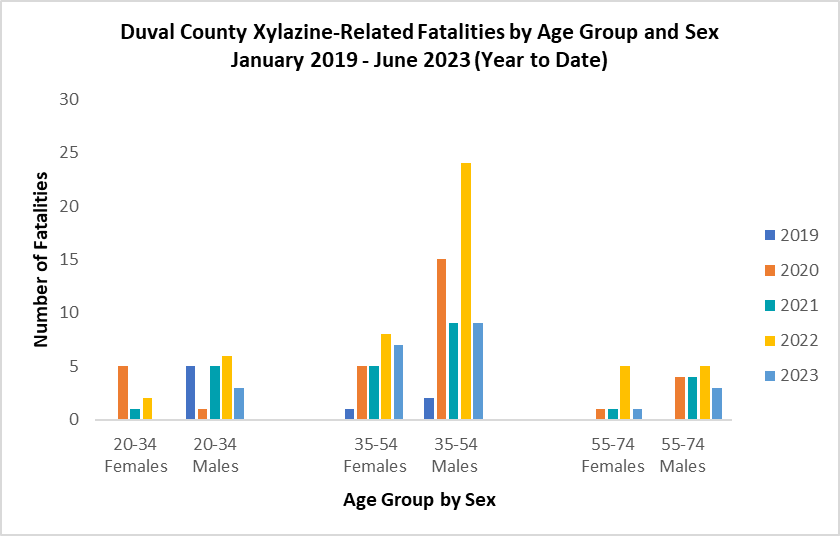 Duval County Xylazine-Related Fatalities by Age Group and Sex
January 2019 - June 2023 (Year to Date)
30
25
20
15
10
5
0
Number of Fatalities
20-34 Females
20-34 Males
35-54 Females
35-54 Males
55-74 Females
55-74 Males
Age Group by Sex
2019
2020
2021
2022
2023